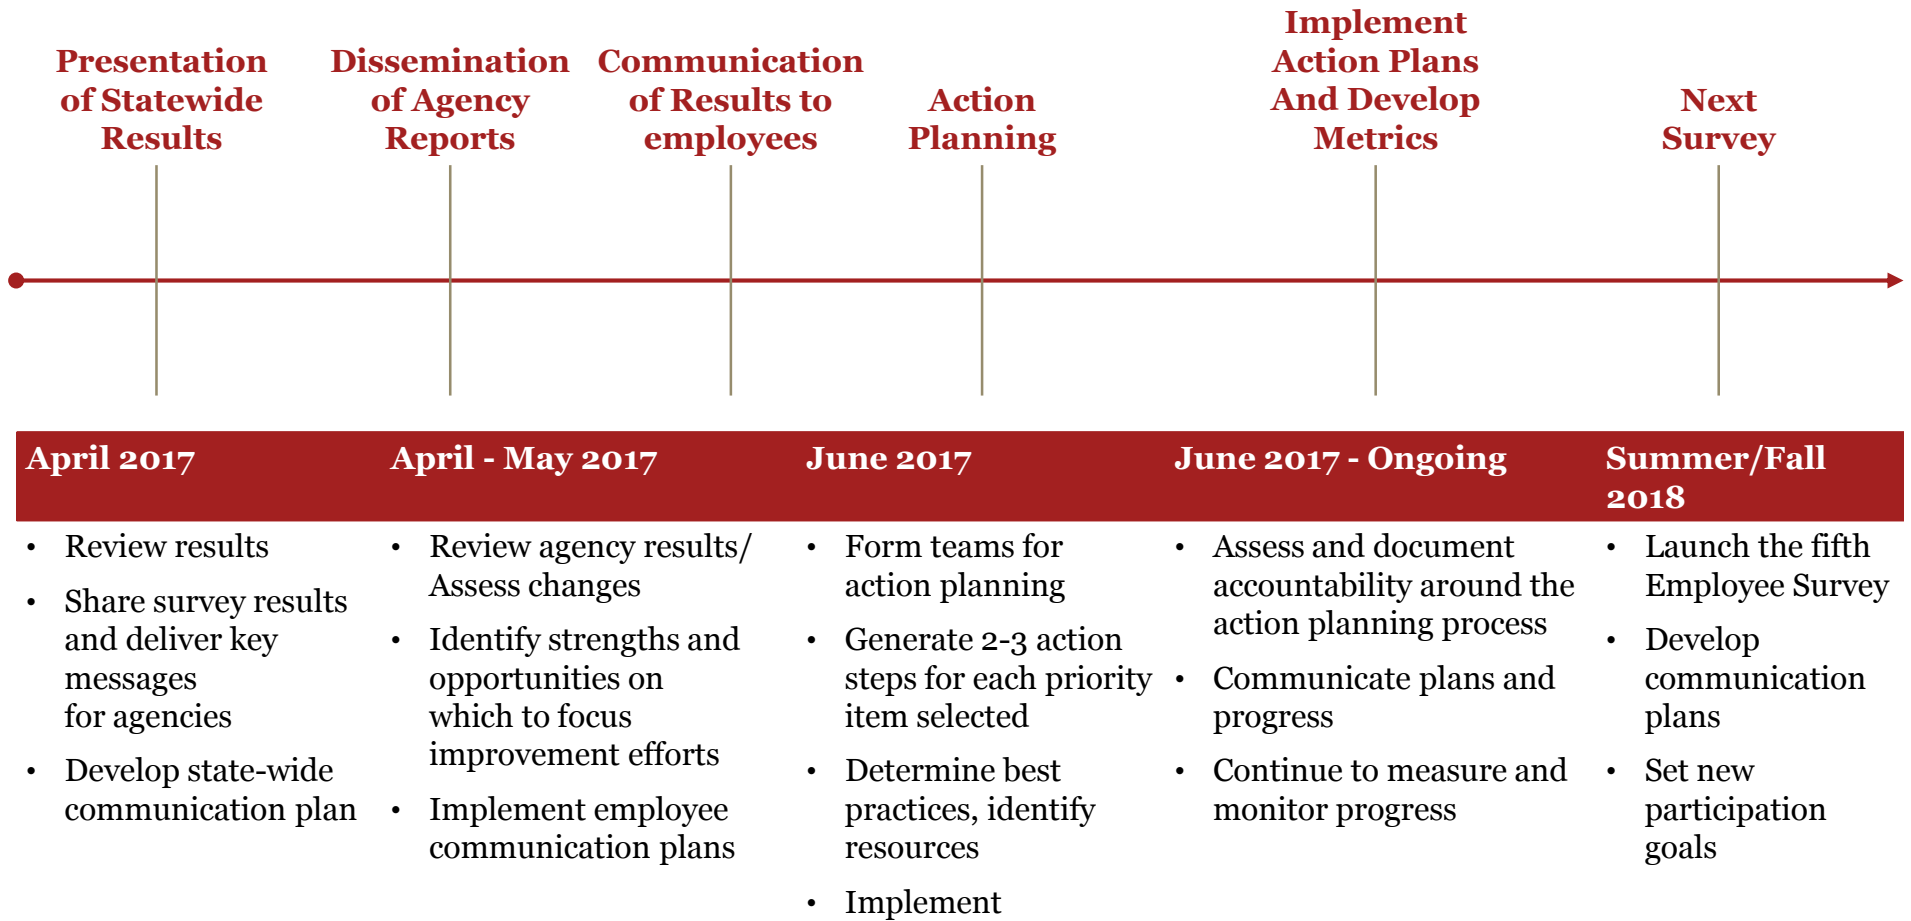 Presentation
of Statewide
Results
Dissemination
of Agency
Reports
Communication
of Results to
employees
Action
Planning
Implement
Action Plans
And Develop
Metrics
Next
Survey
April 2017
• Review results
• Share survey results
and deliver key
messages
for agencies
• Develop state-wide
communication plan
April - May 2017
• Review agency results/
Assess changes
• Identify strengths and
opportunities on
which to focus
improvement efforts
• Implement employee
communication plans
June 2017
• Form teams for
action planning
• Generate 2-3 action
steps for each priority
item selected
• Determine best
practices, identify
resources
• Implement
June 2017 - Ongoing
• Assess and document
accountability around the
action planning process
• Communicate plans and
progress
• Continue to measure and
monitor progress
Summer/Fall
2018
• Launch the fifth
Employee Survey
• Develop
communication
plans
• Set new
participation
goals